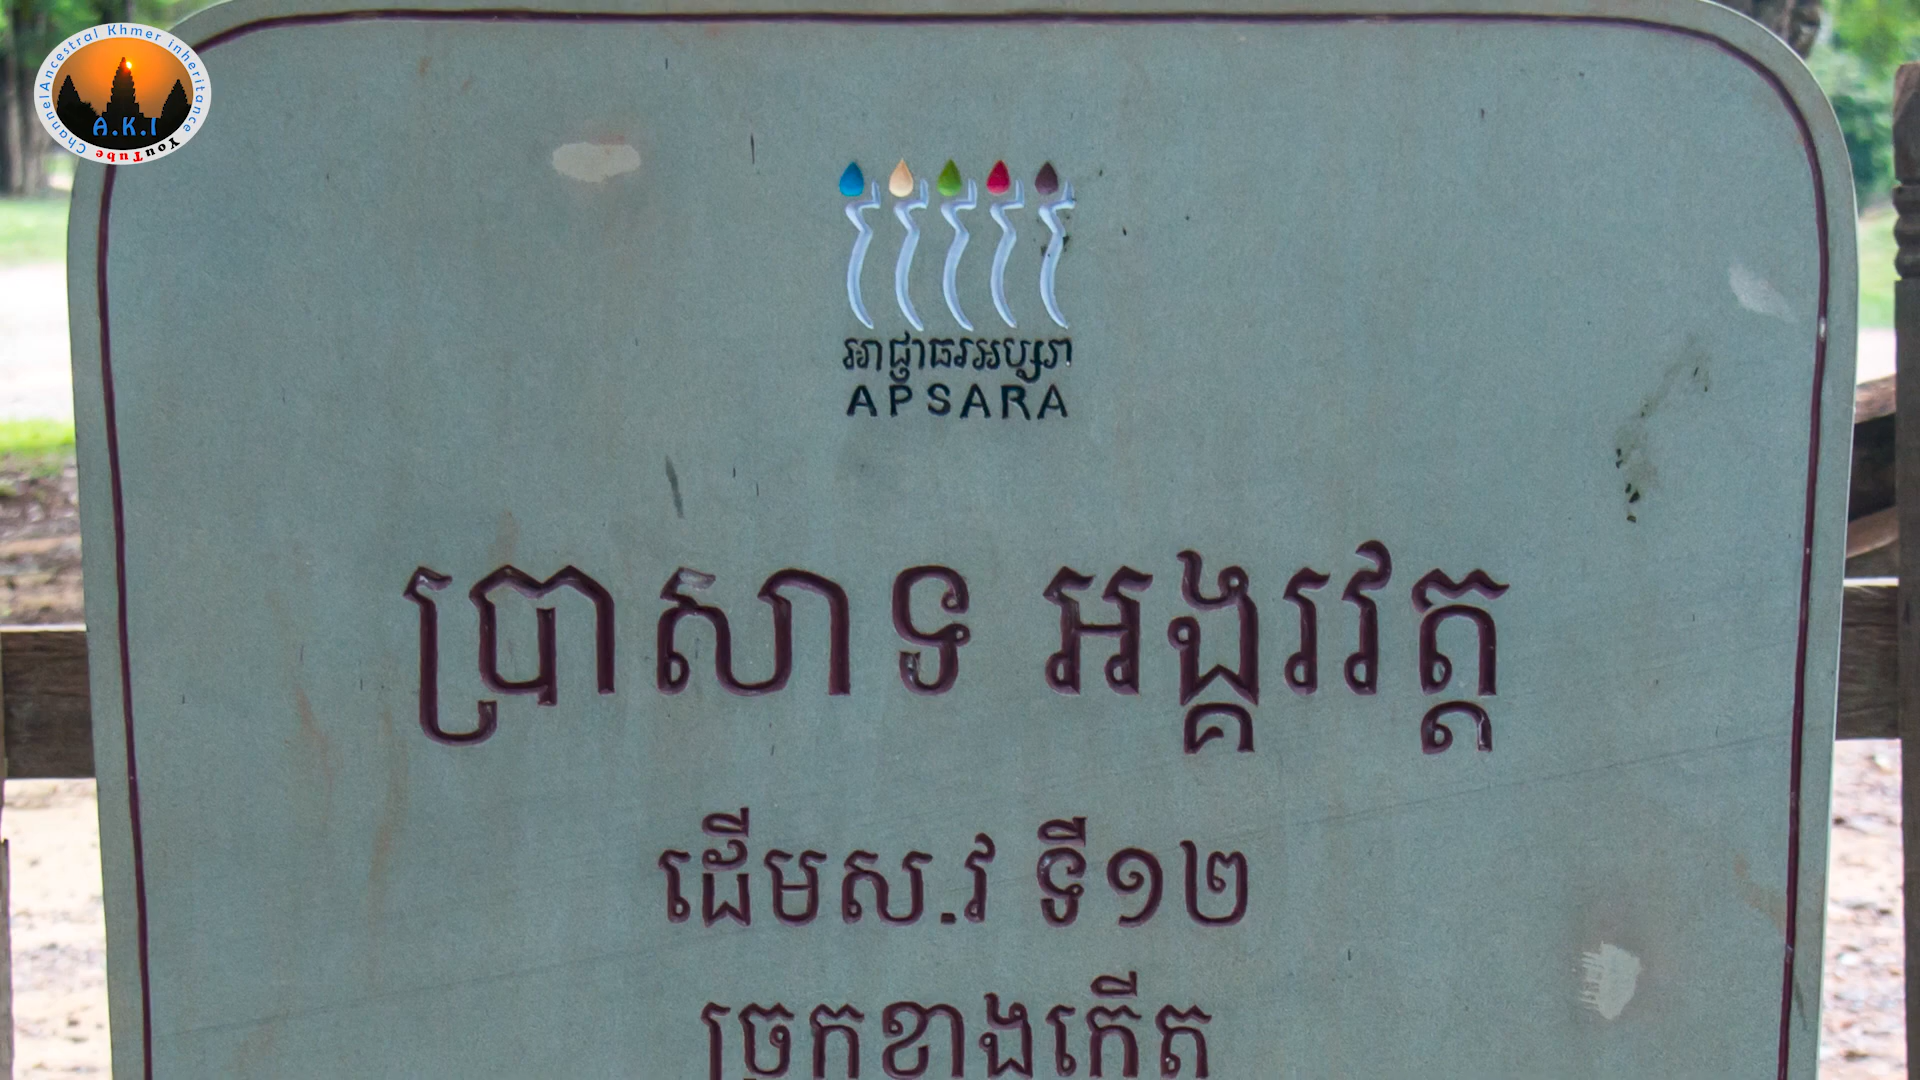 Ancestral Khmer inheritance YouTube Channel
A.K.I
អាជ្ញាធរអប្សរា
APSARA
ប្រាសាទ អង្គរវត្ត
ដើមស.វ ទី១២
ច្រកខាងកើត